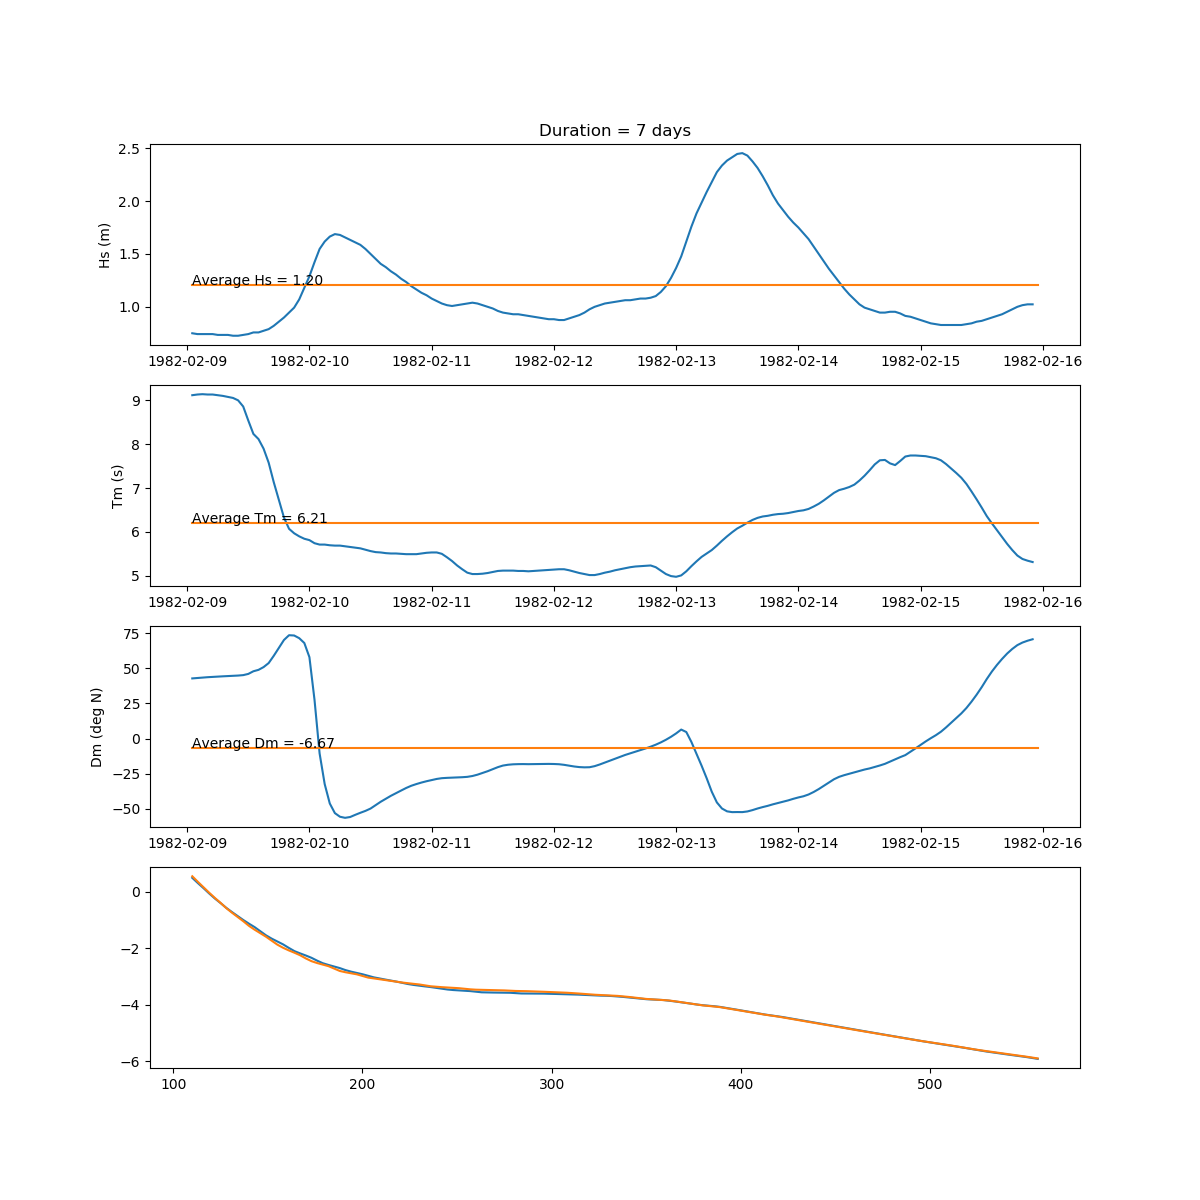 Duration = 7 days
2.5
2.0
1.5
1.0
Hs (m)
Average Hs = 1.20
1982-02-09 1982-02-10 1982-02-11 1982-02-12 1982-02-13 1982-02-14 1982-02-15 1982-02-16
9
8
7
6
5
Tm (s)
Average Tm = 6.21
1982-02-09 1982-02-10 1982-02-11 1982-02-12 1982-02-13 1982-02-14 1982-02-15 1982-02-16
75
50
25
0
−25
−50
Dm (deg N)
Average Dm = -6.67
1982-02-09 1982-02-10 1982-02-11 1982-02-12 1982-02-13 1982-02-14 1982-02-15 1982-02-16
0
−2
−4
−6
100 200 300 400 500